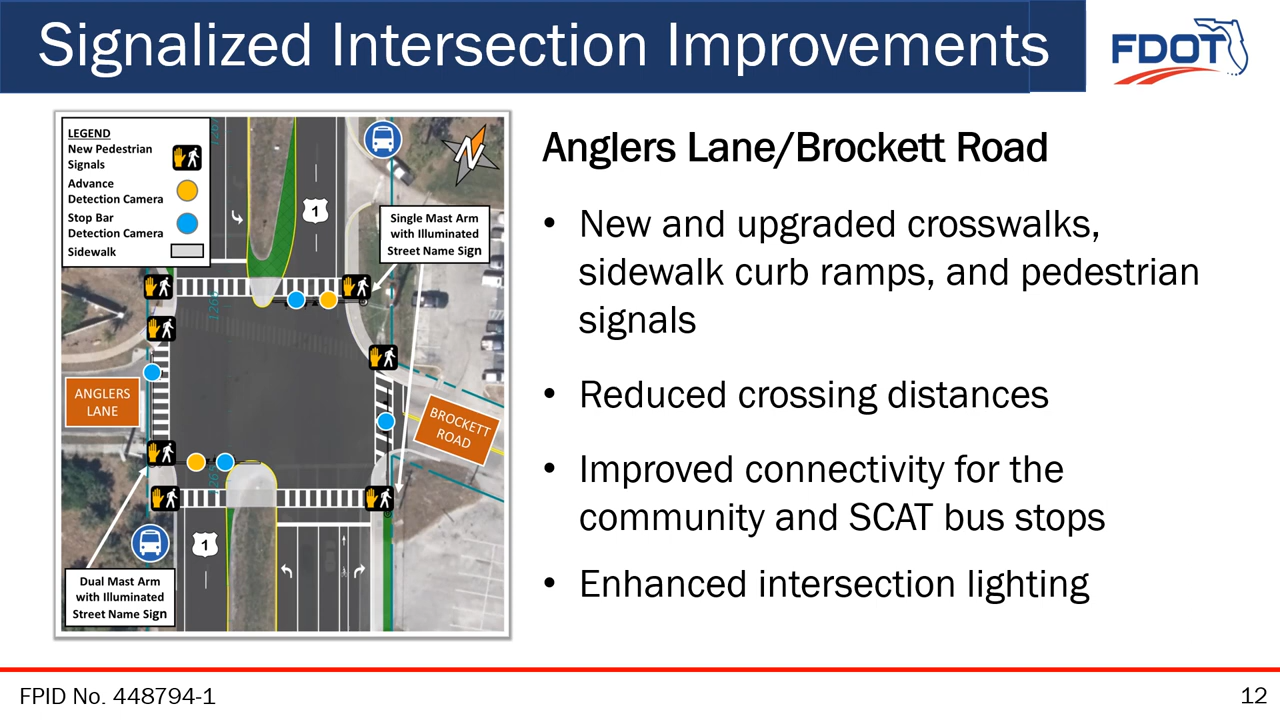 Signalized Intersection Improvements
FDOT
LEGEND
New Pedestrian
Signals
Advance
Detection Camera
Stop Bar
Detection Camera
Sidewalk
N
1
Single Mast Arm
with Illuminated
Street Name Sign
ANGLERS
LANE
BROCKETT
ROAD
1
Dual Mast Arm
with Illuminated
Street Name Sign
Anglers Lane/Brockett Road
• New and upgraded crosswalks,
sidewalk curb ramps, and pedestrian
signals
• Reduced crossing distances
• Improved connectivity for the
community and SCAT bus stops
• Enhanced intersection lighting
FPID No. 448794-1
12